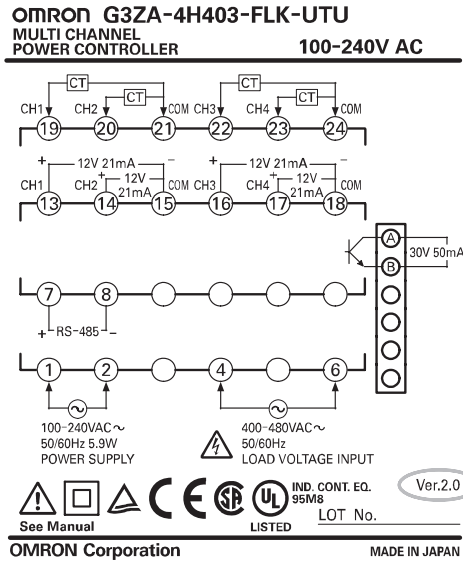 OMRON G3ZA-4H403-FLK-UTU
MULTI CHANNEL
POWER CONTROLLER 100-240V AC
CT CT
CT CT
CH1 CH2 COM CH3 CH4 COM
19 20 21 22 23 24
+ 12V 21mA - + 12V 21mA -
CH1 CH2 + 12V 21mA COM CH3 CH4 + 12V 21mA COM
13 14 15 16 17 18
A
30V 50mA
B
7 8
+ RS-485 -
1 2 4 6
100-240VAC~ 400-480VAC~
50/60Hz 5.9W 50/60Hz
POWER SUPPLY LOAD VOLTAGE INPUT
CE SA UL IND. CONT. EQ. Ver.2.0
95M8
See Manual LISTED LOT No.
OMRON Corporation MADE IN JAPAN